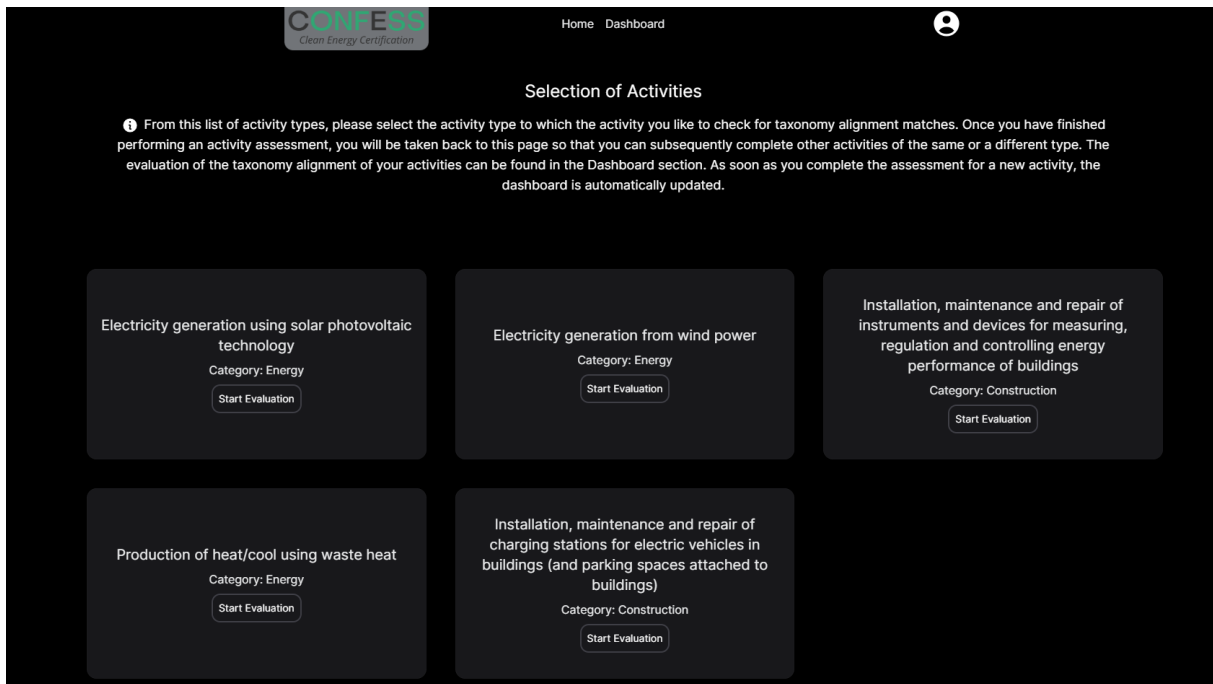 CONFESS
Clean Energy Certification
Home Dashboard
Selection of Activities
From this list of activity types, please select the activity type to which the activity you like to check for taxonomy alignment matches. Once you have finished
performing an activity assessment, you will be taken back to this page so that you can subsequently complete other activities of the same or a different type. The
evaluation of the taxonomy alignment of your activities can be found in the Dashboard section. As soon as you complete the assessment for a new activity, the
dashboard is automatically updated.
Electricity generation using solar photovoltaic
technology
Category: Energy
Start Evaluation
Electricity generation from wind power
Category: Energy
Start Evaluation
Installation, maintenance and repair of
instruments and devices for measuring,
regulation and controlling energy
performance of buildings
Category: Construction
Start Evaluation
Production of heat/cool using waste heat
Category: Energy
Start Evaluation
Installation, maintenance and repair of
charging stations for electric vehicles in
buildings (and parking spaces attached to
buildings)
Category: Construction
Start Evaluation